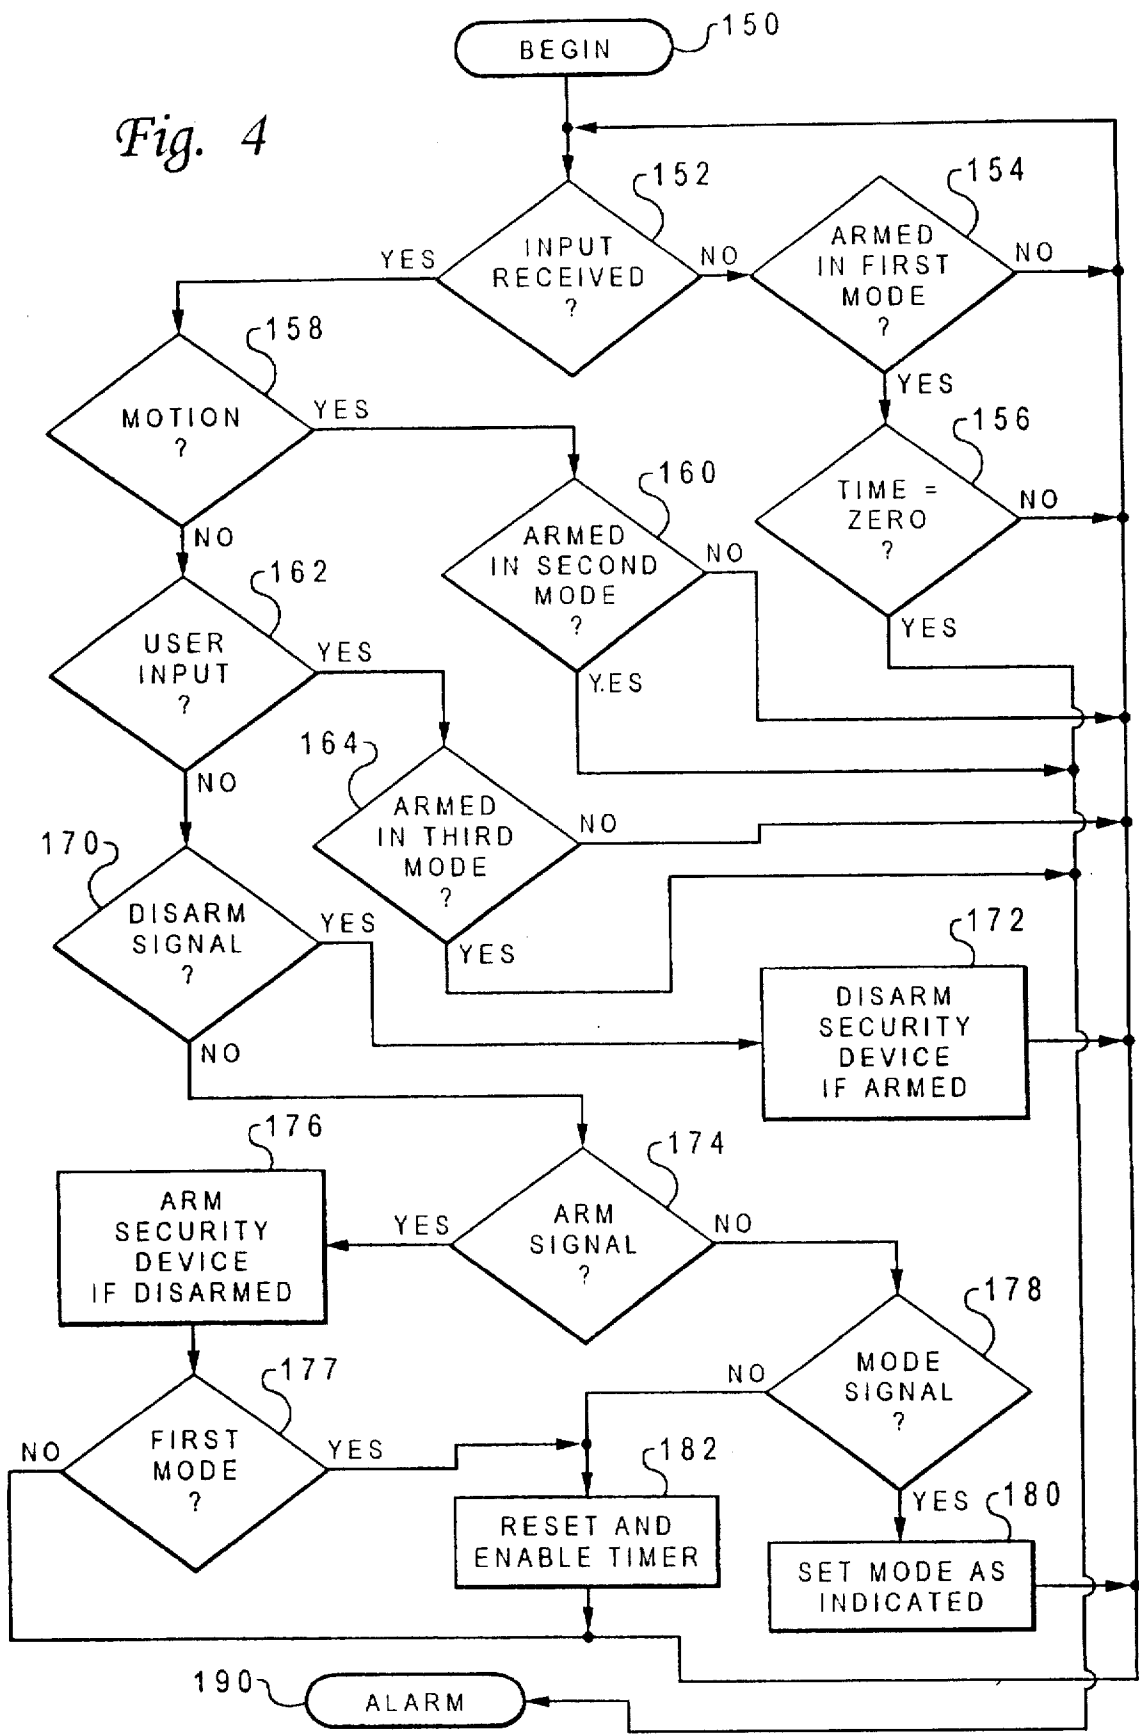 BEGIN
150
Fig. 4
152
154
INPUT
RECEIVED
?
YES
NO
ARMED
IN FIRST
MODE
?
NO
YES
158
MOTION
?
YES
NO
156
TIME =
ZERO
?
NO
YES
160
ARMED
IN SECOND
MODE
?
NO
Y.ES
162
USER
INPUT
?
YES
NO
164
ARMED
IN THIRD
MODE
?
NO
YES
170
DISARM
SIGNAL
?
YES
NO
172
DISARM
SECURITY
DEVICE
IF ARMED
174
ARM
SIGNAL
?
YES
NO
176
ARM
SECURITY
DEVICE
IF DISARMED
177
FIRST
MODE
?
NO
YES
178
MODE
SIGNAL
?
NO
YES
182
RESET AND
ENABLE TIMER
180
SET MODE AS
INDICATED
190
ALARM